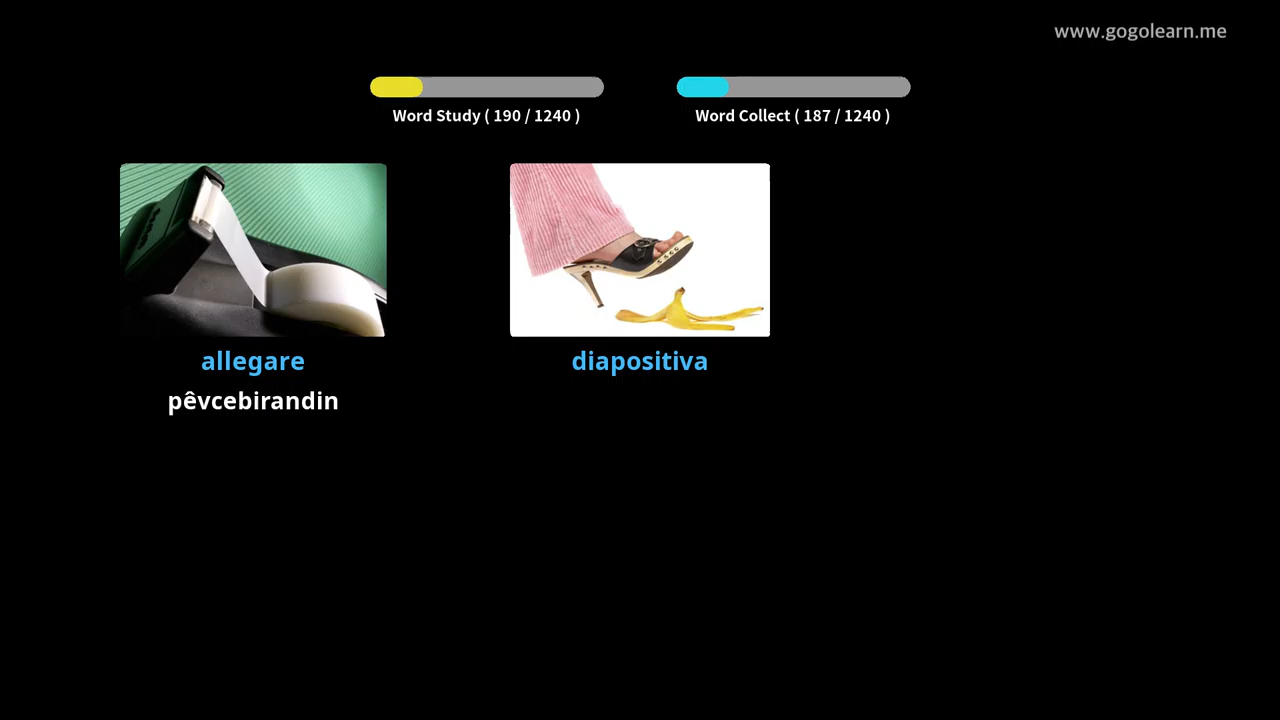 www.gogolearn.me
Word Study ( 190 / 1240 )
Word Collect ( 187 / 1240 )
allegare
pêvcebirandin
diapositiva